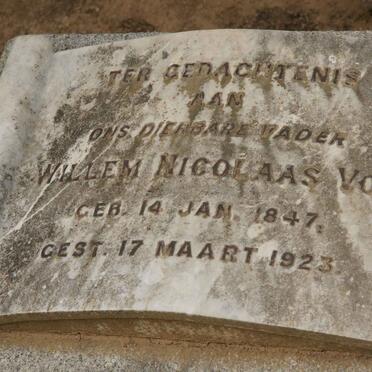 TER GEDACHTENIS
AAN
ONS DIERBARE VADER
WILLEM NICOLAAS
GEB. 14 JAN. 1847,
GEST. 17 MAART 1923